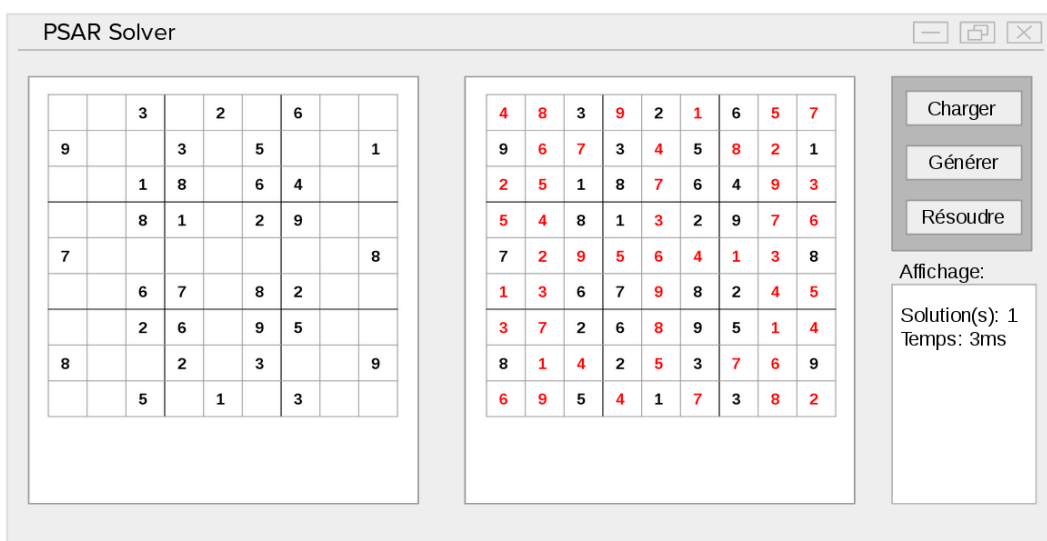 PSAR Solver
3 2 6
9 3 5 1
1 8 6 4
8 1 2 9
7 8
6 7 8 2
2 6 9 5
8 2 3 9
5 1 3
4 8 3 9 2 1 6 5 7
9 6 7 3 4 5 8 2 1
2 5 1 8 7 6 4 9 3
5 4 8 1 3 2 9 7 6
7 2 9 5 6 4 1 3 8
1 3 6 7 9 8 2 4 5
3 7 2 6 8 9 5 1 4
8 1 4 2 5 3 7 6 9
6 9 5 4 1 7 3 8 2
Charger
Générer
Résoudre
Affichage:
Solution(s): 1
Temps: 3ms